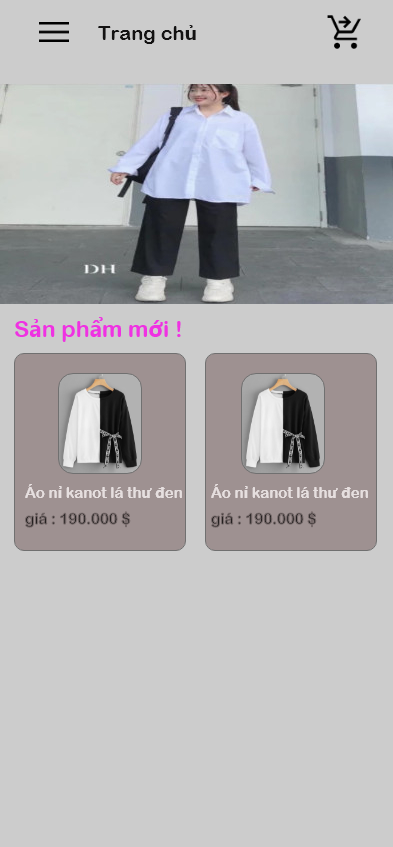 Trang chủ
DH
Sản phẩm mới !
Áo nỉ kanot lá thư đen
giá : 190.000 $
Áo nỉ kanot lá thư đen
giá : 190.000 $